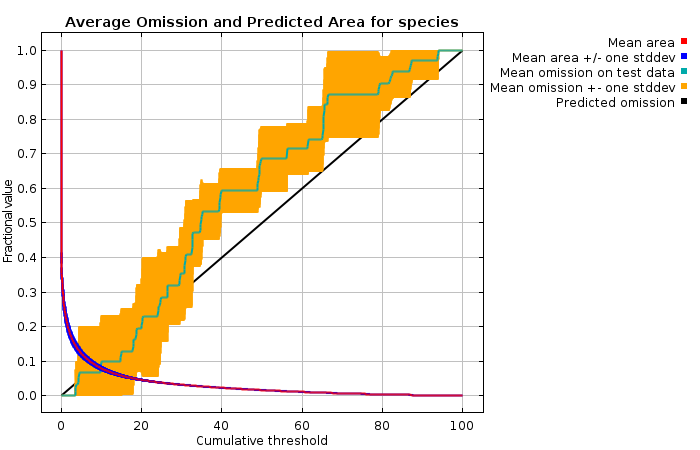 Average Omission and Predicted Area for species
Mean area
Mean area +/- one stddev
Mean omission on test data
Mean omission +- one stddev
Predicted omission
1.0
0.9
0.8
0.7
0.6
0.5
0.4
0.3
0.2
0.1
0.0
Fractional value
0 20 40 60 80 100
Cumulative threshold